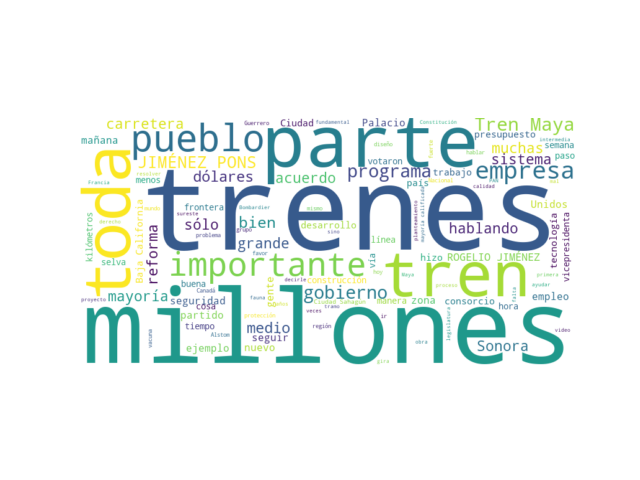 Guerrero
Ciudad
fundamental
Palacio
Constitución
carretera
pueblo
parte
Tren Maya
mañana
diseño
presupuesto
intermedia
toda
JIMÉNEZ PONS
votaron
muchas
semana
resolver
programa
hablar
sistema
paso
menos
dólares
acuerdo
trabajo
empresa
Francia
país
calidad
trenes
frontera
Bombardier
mismo
Unidos
sureste
sólo
grupo
bien
desarrollo
línea
planteamiento
mayoría calificada
hablando
tecnología
vicepresidenta
kilómetros
Baja California
reforma
problema
grande
favor
vía
hizo
ROGELIO JIMÉNEZ
selva
importante
gente
decirle
hoy
Maya
tren
primera
proyecto
buena
Canadá
fauna
construcción
proceso
ayudar
mayoría
seguridad
gobierno
Ciudad Sahagún
manera
zona
consorcio
empleo
millones
cosa
partido
protección
veces
tramo
ir
hora
falta
tiempo
medio
región
legislatura
vacuna
Alstom
seguir
sino
obra
Sonora
video
ejemplo
nuevo
gira